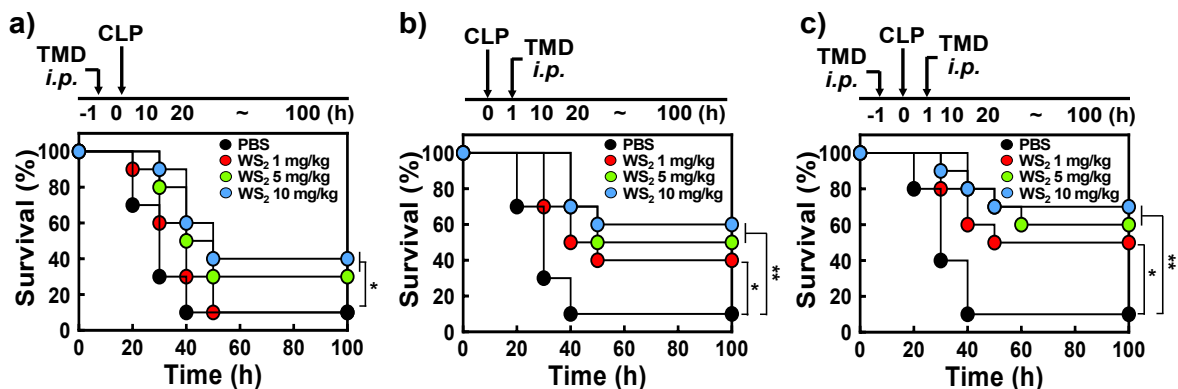 a)
CLP
TMD
i.p.
-1 0 10 20 ~ 100 (h)
PBS
WS2 1 mg/kg
WS2 5 mg/kg
WS2 10 mg/kg
Survival (%)
100
80
60
40
20
0
*
0 20 40 60 80 100
Time (h)
b)
CLP
TMD
i.p.
0 1 10 20 ~ 100 (h)
PBS
WS2 1 mg/kg
WS2 5 mg/kg
WS2 10 mg/kg
Survival (%)
100
80
60
40
20
0
*
**
0 20 40 60 80 100
Time (h)
c)
CLP
TMD
i.p.
TMD
i.p.
-1 0 1 10 20 ~ 100 (h)
PBS
WS2 1 mg/kg
WS2 5 mg/kg
WS2 10 mg/kg
Survival (%)
100
80
60
40
20
0
*
**
0 20 40 60 80 100
Time (h)